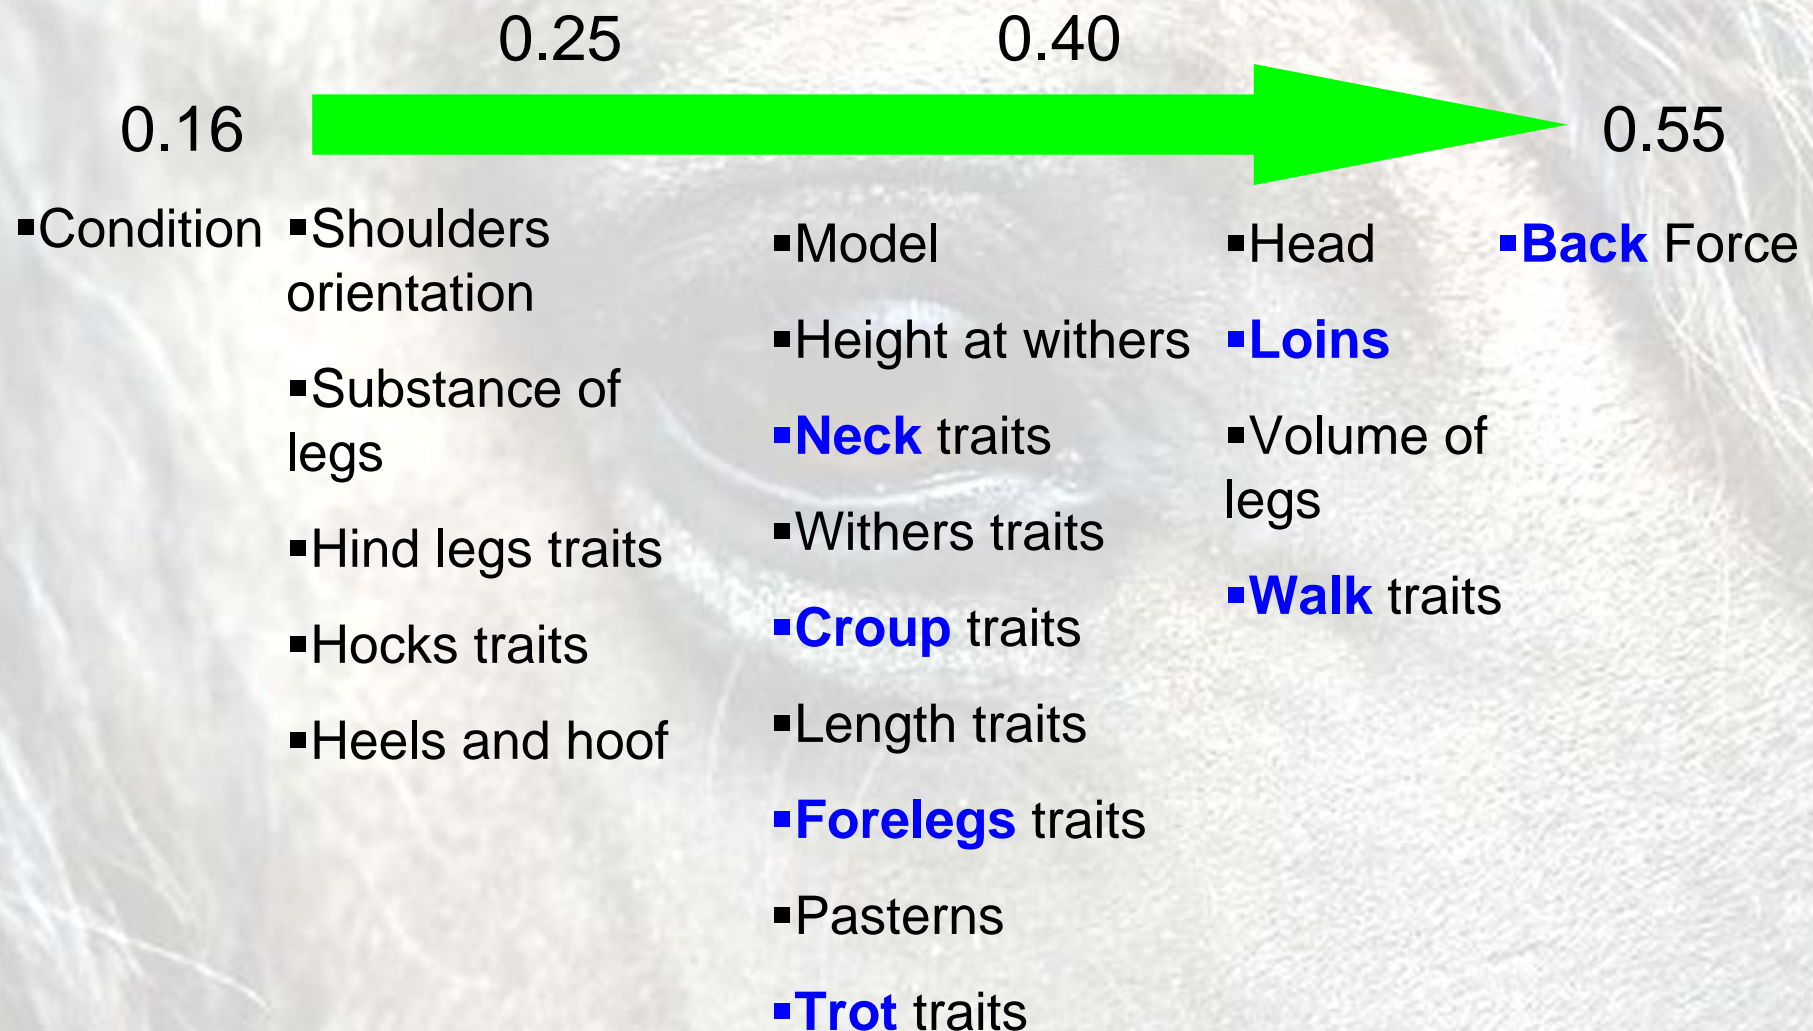 0.25
0.40
0.16
0.55
▪Condition
▪Shoulders
orientation
▪Substance of
legs
▪Hind legs traits
▪Hocks traits
▪Heels and hoof
▪Model
▪Height at withers
▪Neck traits
▪Withers traits
▪Croup traits
▪Length traits
▪Forelegs traits
▪Pasterns
▪Trot traits
▪Head
▪Loins
▪Volume of
legs
▪Walk traits
▪Back Force